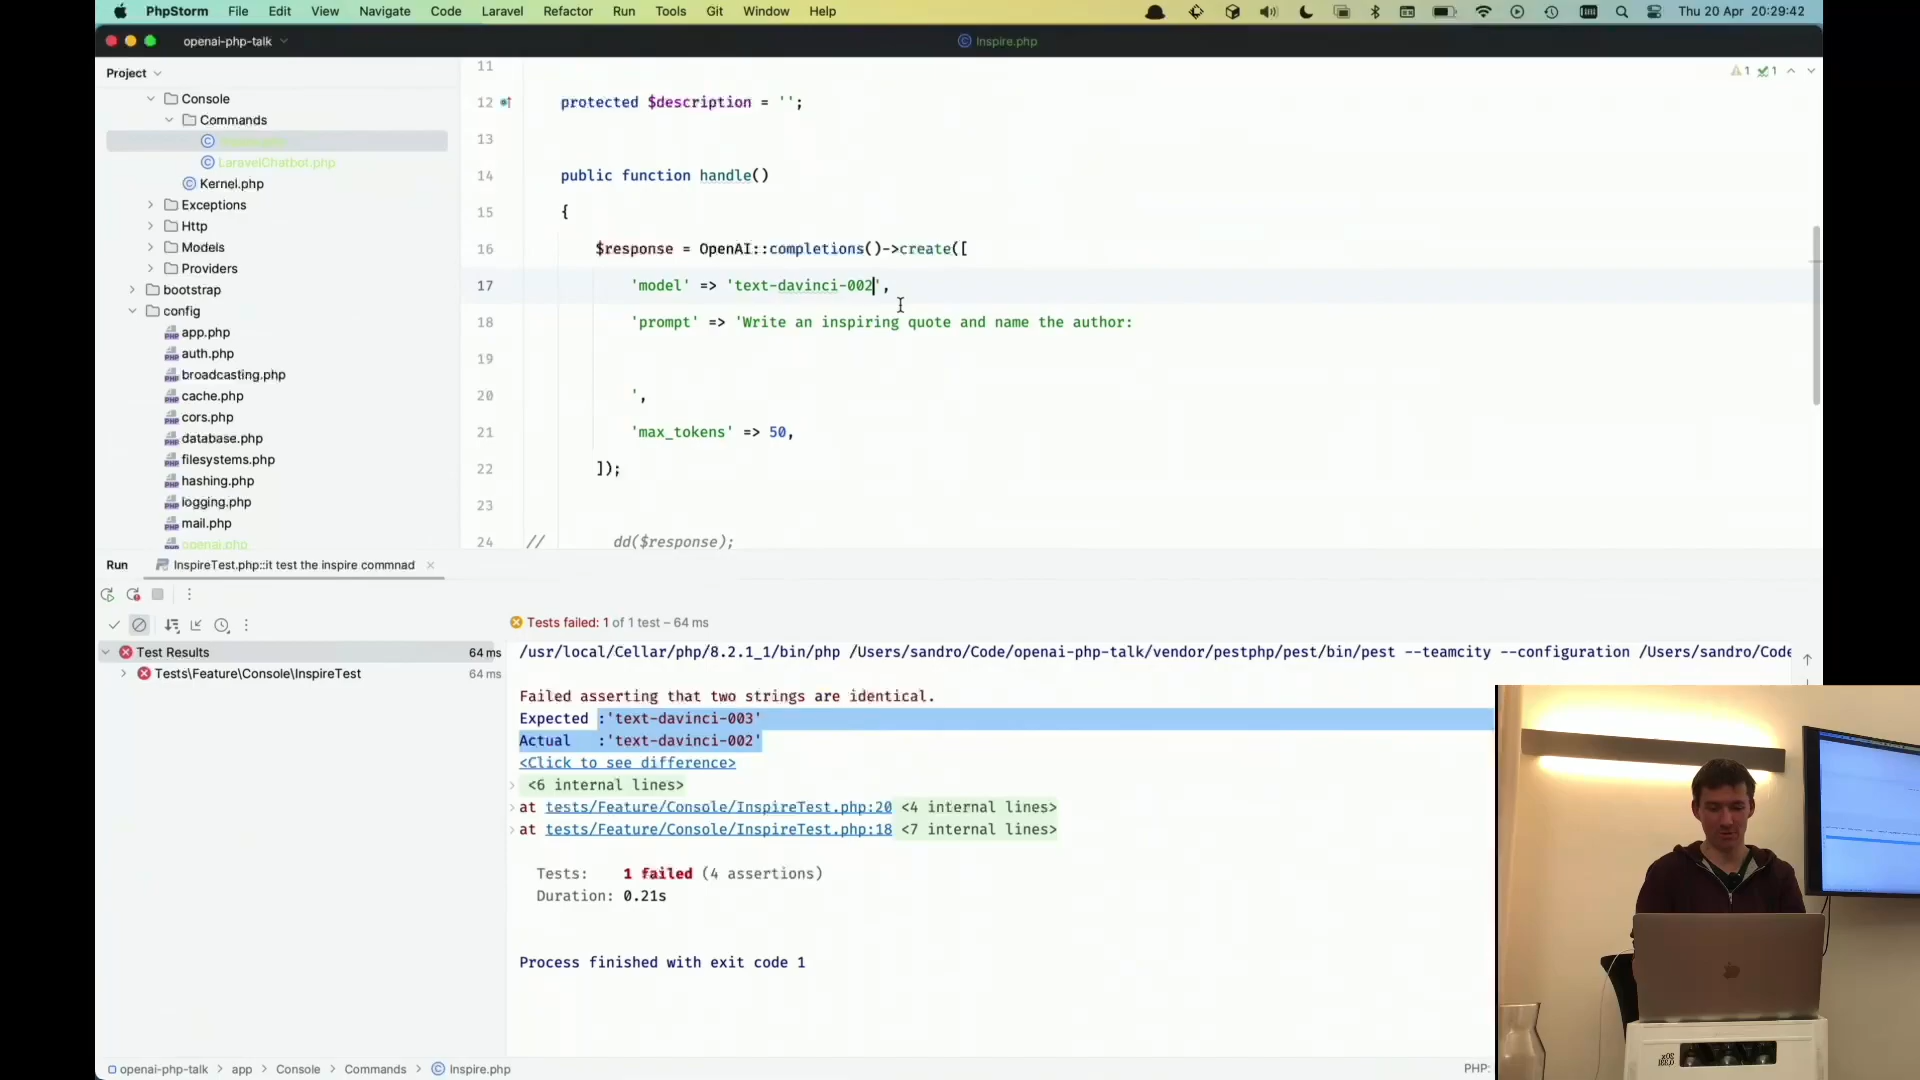 PhpStorm File Edit View Navigate Code Laravel Refactor Run Tools Git Window Help Thu 20 Apr 20:29:42
openai-php-talk Inspire.php
Project
Console
Commands
LaravelChatbot.php
Kernel.php
Exceptions
Http
Models
Providers
bootstrap
config
app.php
auth.php
broadcasting.php
cache.php
cors.php
database.php
filesystems.php
hashing.php
logging.php
mail.php
openai.php
1 1
11
12 protected $description = '';
13
14 public function handle()
15 {
16 $response = OpenAI::completions()->create([
17 'model' => 'text-davinci-002',
18 'prompt' => 'Write an inspiring quote and name the author:
19
20 ',
21 'max_tokens' => 50,
22 ]);
23
24 // dd($response);
Run InspireTest.php::it test the inspire commnad
Tests failed: 1 of 1 test – 64 ms
Test Results 64 ms
Tests\Feature\Console\InspireTest 64 ms
/usr/local/Cellar/php/8.2.1_1/bin/php /Users/sandro/Code/openai-php-talk/vendor/pestphp/pest/bin/pest --teamcity --configuration /Users/sandro/Code
Failed asserting that two strings are identical.
Expected :'text-davinci-003'
Actual :'text-davinci-002'
<Click to see difference>
<6 internal lines>
at tests/Feature/Console/InspireTest.php:20 <4 internal lines>
at tests/Feature/Console/InspireTest.php:18 <7 internal lines>
Tests: 1 failed (4 assertions)
Duration: 0.21s
Process finished with exit code 1
openai-php-talk app Console Commands Inspire.php PHP: